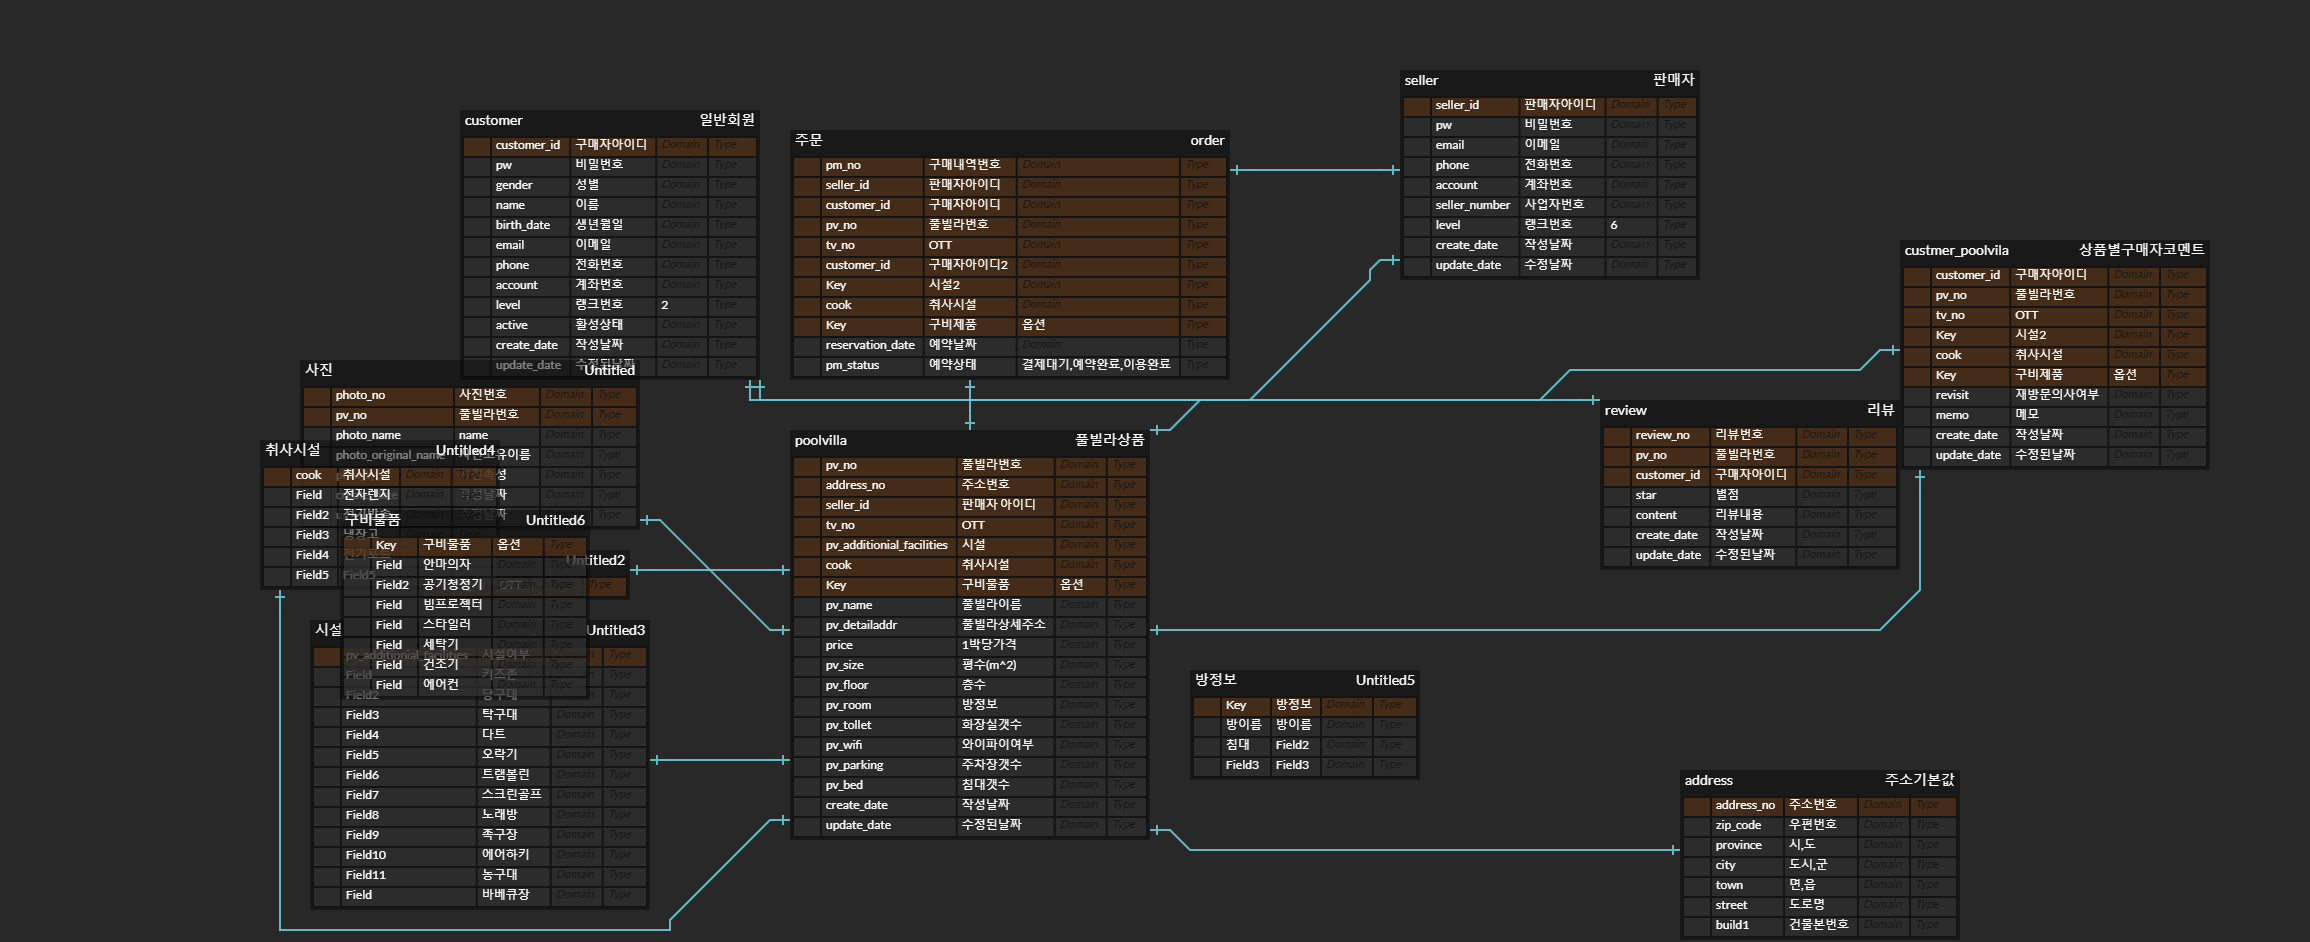 customer 일반회원
customer_id 구매자아이디 Domain Type
pw 비밀번호 Domain Type
gender 성별 Domain Type
name 이름 Domain Type
birth_date 생년월일 Domain Type
email 이메일 Domain Type
phone 전화번호 Domain Type
account 계좌번호 Domain Type
level 랭크번호 2 Type
active 활성상태 Domain Type
create_date 작성날짜 Domain Type
update_date 수정된날짜 Domain Type
주문 order
pm_no 구매내역번호 Domain Type
seller_id 판매자아이디 Domain Type
customer_id 구매자아이디 Domain Type
pv_no 풀빌라번호 Domain Type
tv_no OTT Domain Type
customer_id 구매자아이디2 Domain Type
Key 시설2 Domain Type
cook 취사시설 Domain Type
Key 구비제품 옵션 Type
reservation_date 예약날짜 Domain Type
pm_status 예약상태 결제대기,예약완료,이용완료 Type
seller 판매자
seller_id 판매자아이디 Domain Type
pw 비밀번호 Domain Type
email 이메일 Domain Type
phone 전화번호 Domain Type
account 계좌번호 Domain Type
seller_number 사업자번호 Domain Type
level 랭크번호 6 Type
create_date 작성날짜 Domain Type
update_date 수정날짜 Domain Type
custmer_poolvila 상품별구매자코멘트
customer_id 구매자아이디 Domain Type
pv_no 풀빌라번호 Domain Type
tv_no OTT Domain Type
Key 시설2 Domain Type
cook 취사시설 Domain Type
Key 구비제품 옵션 Type
revisit 재방문의사여부 Domain Type
memo 메모 Domain Type
create_date 작성날짜 Domain Type
update_date 수정된날짜 Domain Type
사진 Untitled
photo_no 사진번호 Domain Type
pv_no 풀빌라번호 Domain Type
photo_name name Domain Type
photo_original_name Domain Type
취사시설 Untitled4
cook 취사시설 Domain Type
Field 전자렌지 Domain Type
Field2
Field3 냉장고
Field4 전기포트
Field5 Field5
구비물품 Untitled6
Key 구비물품 옵션 Type
Field 안마의자 Domain Type
Field2 공기청정기
Field 빔프로젝터 Domain Type
Field 스타일러 Domain Type
Field 세탁기 Domain Type
Field 건조기 Domain Type
Field 에어컨 Domain Type
Untitled2
OTT Type
시설 Untitled3
pv_additionial_facilities 시설여부 Type
Field 키즈존 Type
Field2 당구대 Type
Field3 탁구대 Domain Type
Field4 다트 Domain Type
Field5 오락기 Domain Type
Field6 트램볼린 Domain Type
Field7 스크린골프 Domain Type
Field8 노래방 Domain Type
Field9 족구장 Domain Type
Field10 에어하키 Domain Type
Field11 농구대 Domain Type
Field 바베큐장 Domain Type
poolvilla 풀빌라상품
pv_no 풀빌라번호 Domain Type
address_no 주소번호 Domain Type
seller_id 판매자 아이디 Domain Type
tv_no OTT Domain Type
pv_additionial_facilities 시설 Domain Type
cook 취사시설 Domain Type
Key 구비물품 옵션 Type
pv_name 풀빌라이름 Domain Type
pv_detailaddr 풀빌라상세주소 Domain Type
price 1박당가격 Domain Type
pv_size 평수(m^2) Domain Type
pv_floor 층수 Domain Type
pv_room 방정보 Domain Type
pv_tollet 화장실갯수 Domain Type
pv_wifi 와이파이여부 Domain Type
pv_parking 주차장갯수 Domain Type
pv_bed 침대갯수 Domain Type
create_date 작성날짜 Domain Type
update_date 수정된날짜 Domain Type
review 리뷰
review_no 리뷰번호 Domain Type
pv_no 풀빌라번호 Domain Type
customer_id 구매자아이디 Domain Type
star 별점 Domain Type
content 리뷰내용 Domain Type
create_date 작성날짜 Domain Type
update_date 수정된날짜 Domain Type
방정보 Untitled5
Key 방정보 Domain Type
방이름 방이름 Domain Type
침대 Field2 Domain Type
Field3 Field3 Domain Type
address 주소기본값
address_no 주소번호 Domain Type
zip_code 우편번호 Domain Type
province 시,도 Domain Type
city 도시,군 Domain Type
town 면,읍 Domain Type
street 도로명 Domain Type
build1 건물본번호 Domain Type